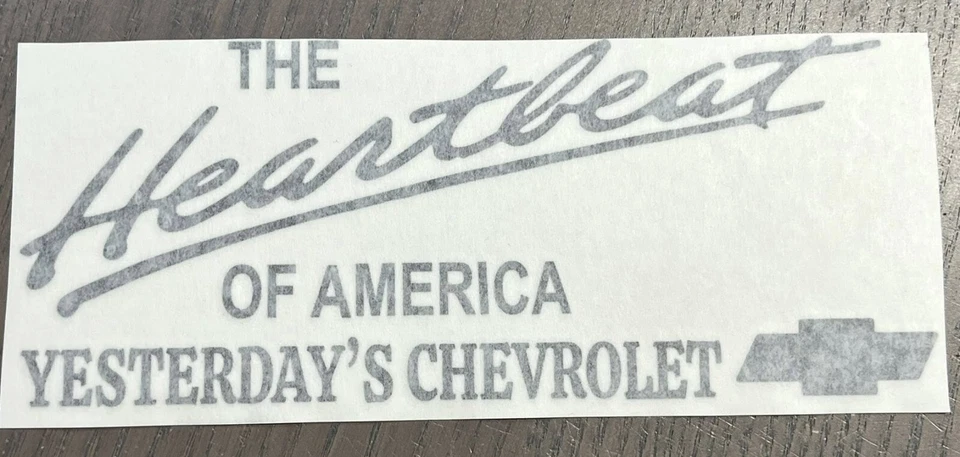 THE
Heartbeat
OF AMERICA
YESTERDAY'S CHEVROLET